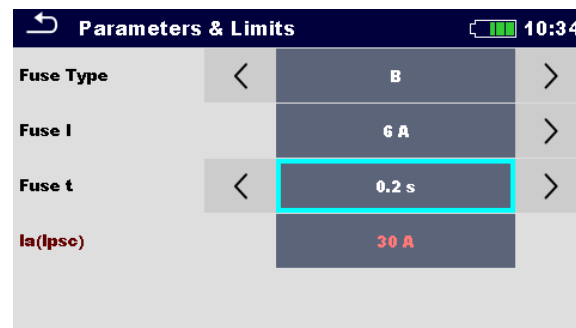 Parameters & Limits 10:34
Fuse Type B
Fuse I 6 A
Fuse t 0.2 s
Ia(Ipsc) 30 A